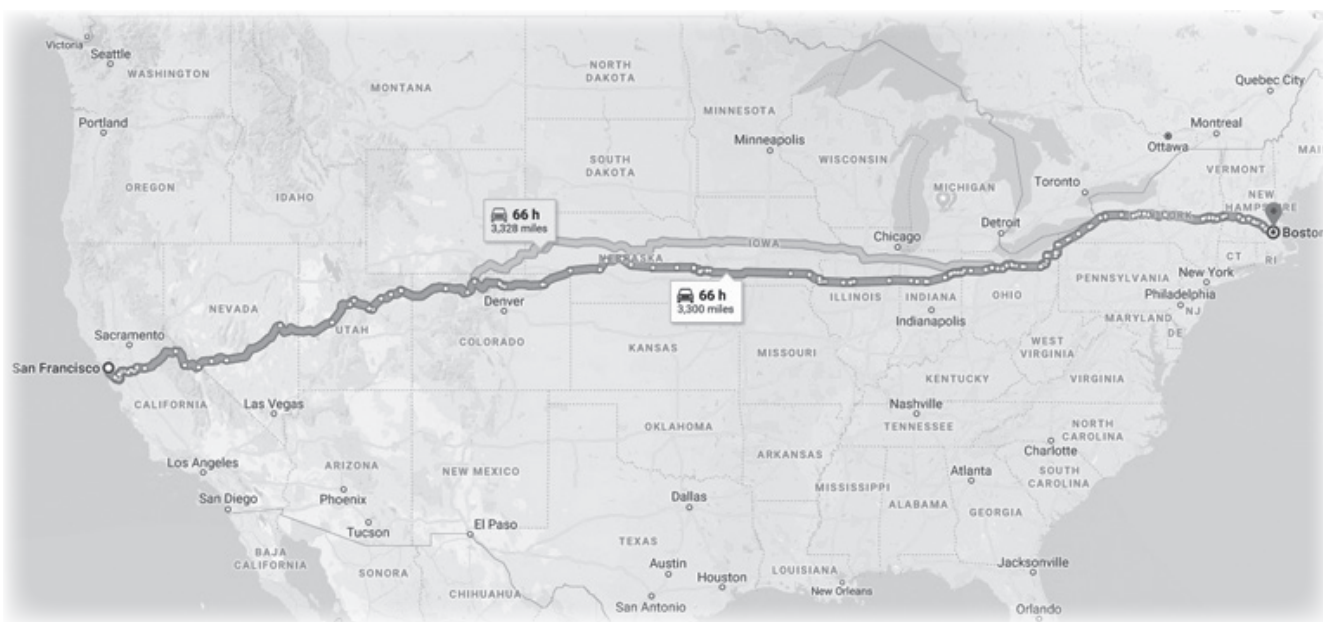 Victoria
Seattle
WASHINGTON
MONTANA
NORTH
DAKOTA
MINNESOTA
Quebec City
Portland
Minneapolis
Montreal
Ottawa
SOUTH
DAKOTA
WISCONSIN
VERMONT
MAI
OREGON
IDAHO
MICHIGAN
Toronto
NEW
HAMPSHIRE
66 h
3,328 miles
Detroit
YORK
Boston
Chicago
IOWA
NEBRASKA
CT
RI
PENNSYLVANIA
New York
66 h
3,300 miles
ILLINOIS
INDIANA
OHIO
Philadelphia
Denver
NEVADA
UTAH
Indianapolis
MARYLAND
NJ
Sacramento
COLORADO
KANSAS
MISSOURI
WEST
VIRGINIA
DE
San Francisco
KENTUCKY
VIRGINIA
CALIFORNIA
Las Vegas
Nashville
TENNESSEE
OKLAHOMA
NORTH
CAROLINA
Charlotte
ARKANSAS
Los Angeles
ARIZONA
NEW MEXICO
Atlanta
SOUTH
CAROLINA
MISSISSIPPI
San Diego
Phoenix
Dallas
ALABAMA
GEORGIA
Tucson
El Paso
TEXAS
BAJA
CALIFORNIA
SONORA
Austin
Houston
LOUISIANA
Jacksonville
CHIHUAHUA
New Orleans
San Antonio
Orlando